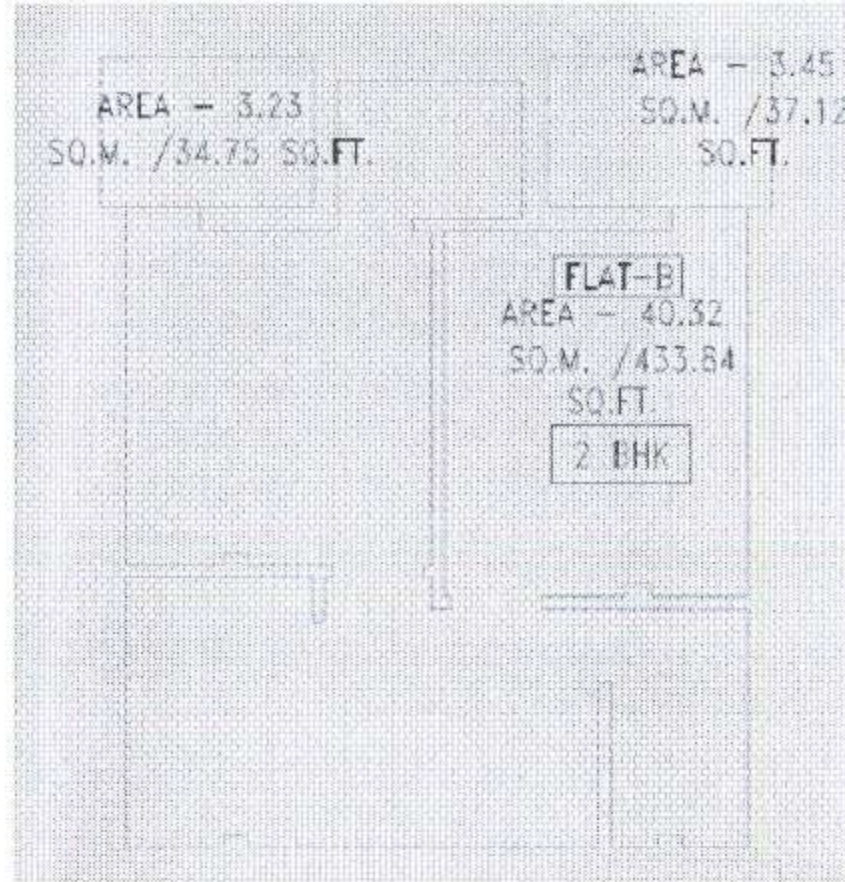 AREA - 3.23
SQ.M. /34.75 SQ.FT.
AREA - 3.45
SQ.M. /37.12
SQ.FT.
FLAT-B
AREA - 40.32
SQ.M. /433.84
SQ.FT.
2 BHK